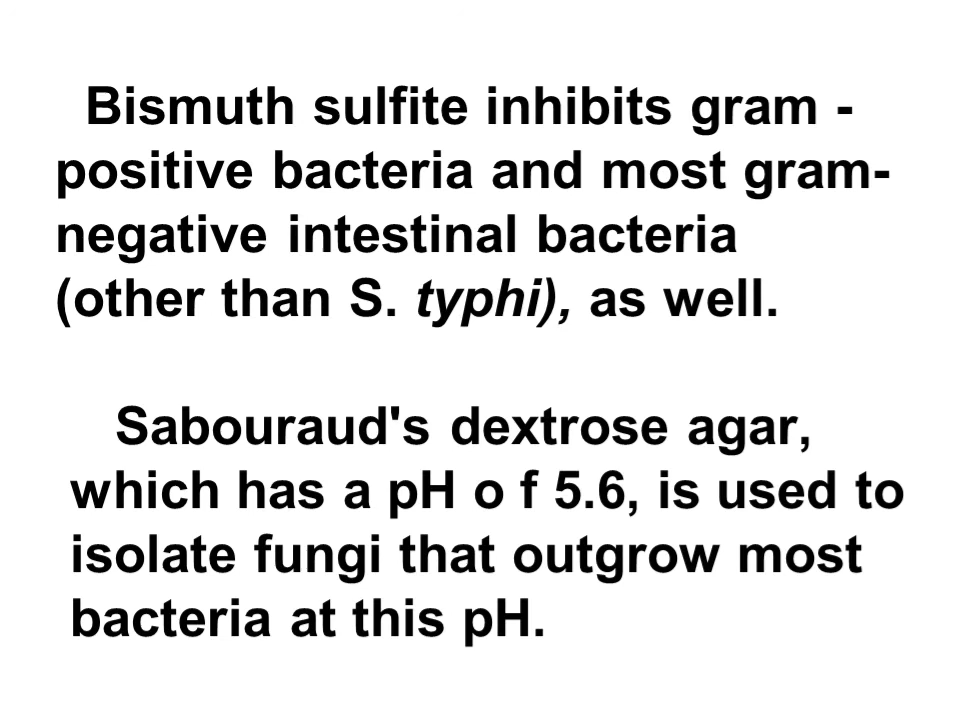 Bismuth sulfite inhibits gram -
positive bacteria and most gram-
negative intestinal bacteria
(other than S. typhi), as well.
Sabouraud's dextrose agar,
which has a pH o f 5.6, is used to
isolate fungi that outgrow most
bacteria at this pH.